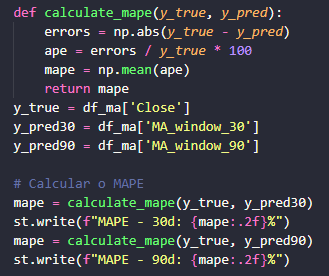 def calculate_mape(y_true, y_pred):
    errors = np.abs(y_true - y_pred)
    ape = errors / y_true * 100
    mape = np.mean(ape)
    return mape
y_true = df_ma['Close']
y_pred30 = df_ma['MA_window_30']
y_pred90 = df_ma['MA_window_90']

# Calcular o MAPE
mape = calculate_mape(y_true, y_pred30)
st.write(f"MAPE - 30d: {mape:.2f}%")
mape = calculate_mape(y_true, y_pred90)
st.write(f"MAPE - 90d: {mape:.2f}%")